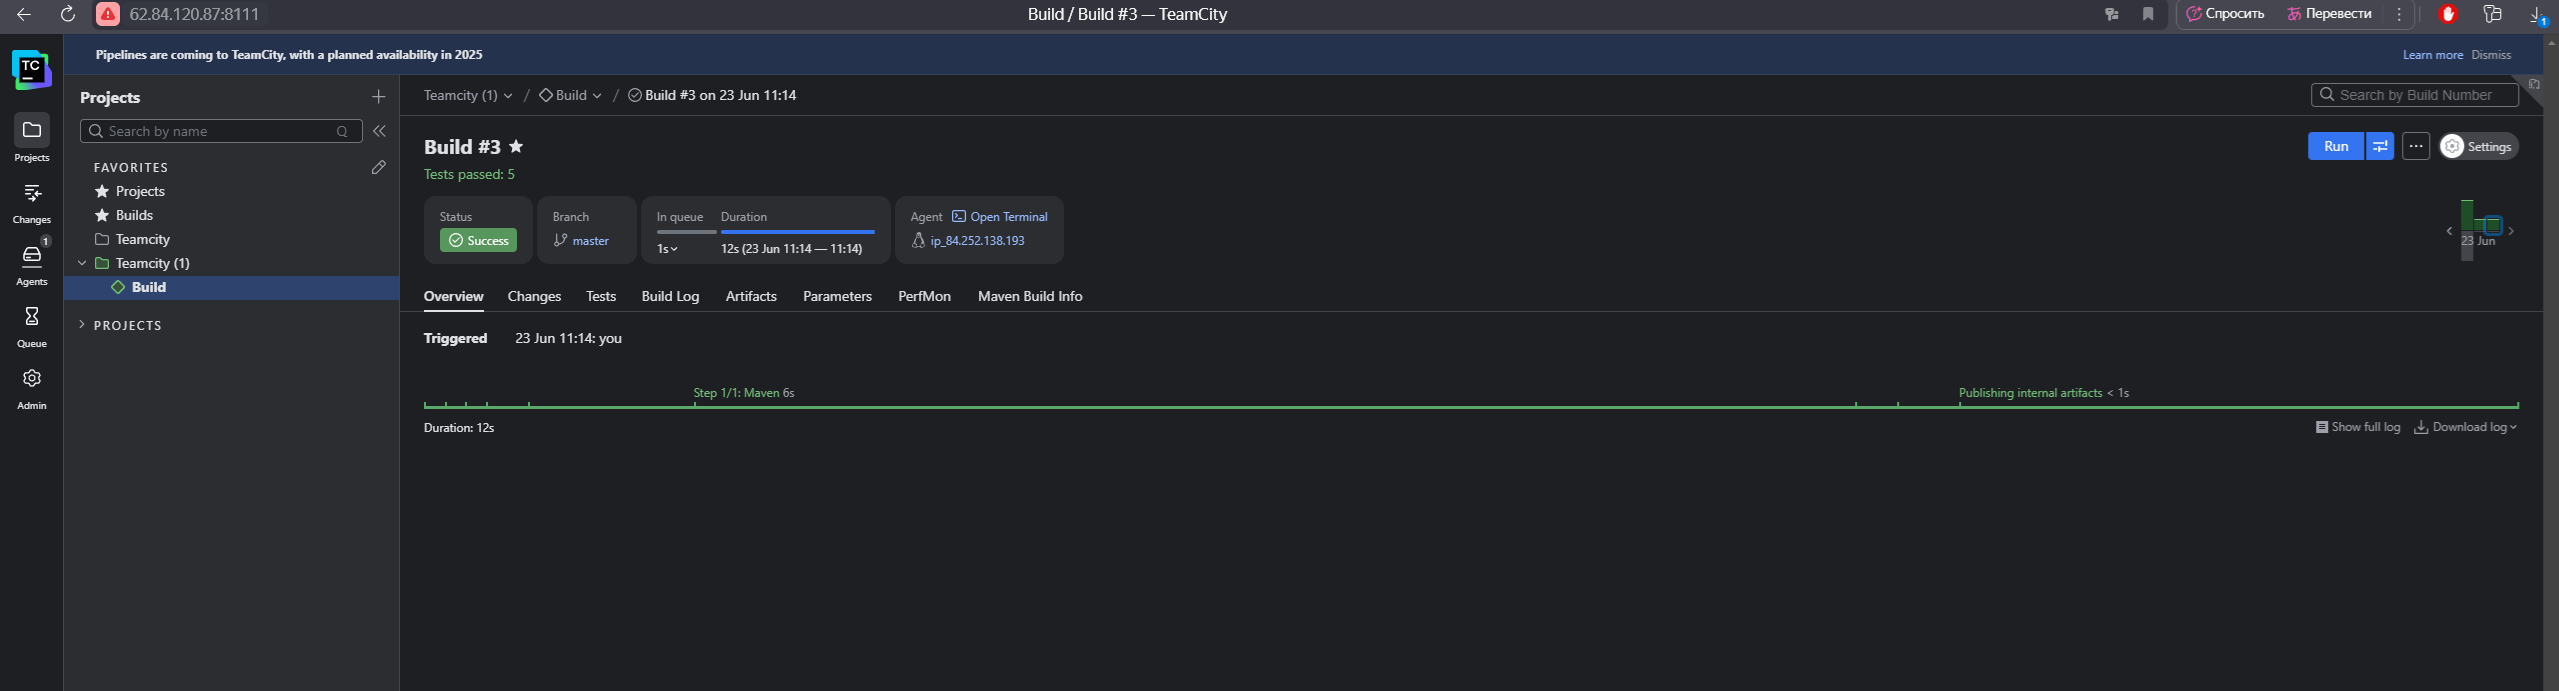 62.84.120.87:8111
Build / Build #3 — TeamCity
Спросить
Перевести
1
Pipelines are coming to TeamCity, with a planned availability in 2025
Learn more Dismiss
TC
Projects
Changes
1
Agents
Queue
Admin
Projects
Search by name Q
FAVORITES
Projects
Builds
Teamcity
Teamcity (1)
Build
PROJECTS
Teamcity (1) / Build / Build #3 on 23 Jun 11:14
Search by Build Number
Build #3
Run
Settings
Tests passed: 5
Status
Success
Branch
master
In queue Duration
1s 12s (23 Jun 11:14 — 11:14)
Agent Open Terminal
ip_84.252.138.193
23 Jun
Overview Changes Tests Build Log Artifacts Parameters PerfMon Maven Build Info
Triggered 23 Jun 11:14: you
Step 1/1: Maven 6s
Publishing internal artifacts < 1s
Duration: 12s
Show full log Download log